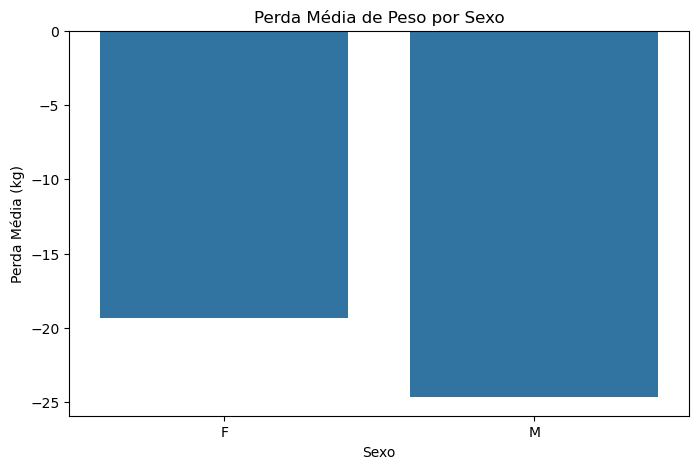 Perda Média de Peso por Sexo
Perda Média (kg)
0
−5
−10
−15
−20
−25
F
M
Sexo